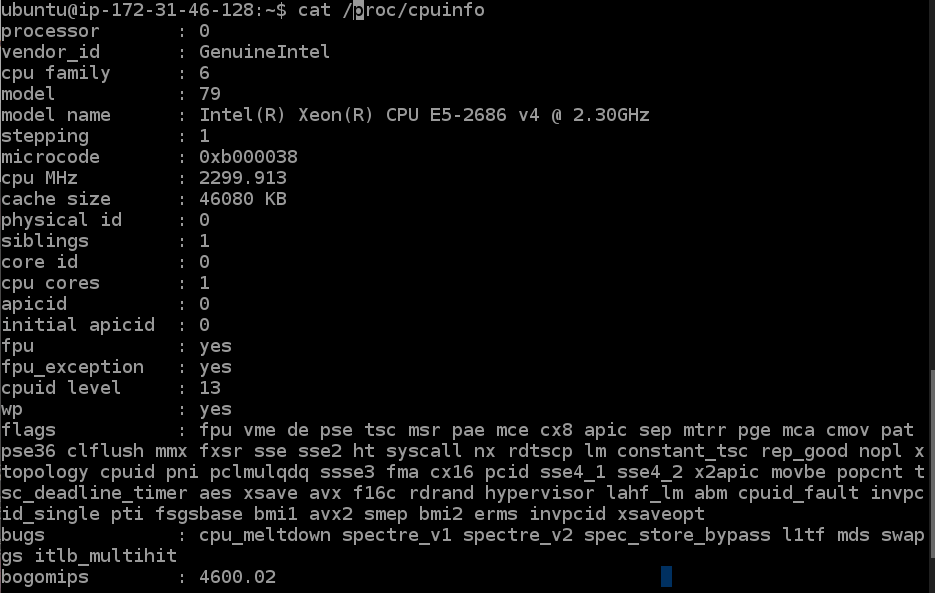 ubuntu@ip-172-31-46-128:~$ cat /proc/cpuinfo
processor       : 0
vendor_id       : GenuineIntel
cpu family      : 6
model           : 79
model name      : Intel(R) Xeon(R) CPU E5-2686 v4 @ 2.30GHz
stepping        : 1
microcode       : 0xb000038
cpu MHz         : 2299.913
cache size      : 46080 KB
physical id     : 0
siblings        : 1
core id         : 0
cpu cores       : 1
apicid          : 0
initial apicid  : 0
fpu             : yes
fpu_exception   : yes
cpuid level     : 13
wp              : yes
flags           : fpu vme de pse tsc msr pae mce cx8 apic sep mtrr pge mca cmov pat
pse36 clflush mmx fxsr sse sse2 ht syscall nx rdtscp lm constant_tsc rep_good nopl x
topology cpuid pni pclmulqdq ssse3 fma cx16 pcid sse4_1 sse4_2 x2apic movbe popcnt t
sc_deadline_timer aes xsave avx f16c rdrand hypervisor lahf_lm abm cpuid_fault invpc
id_single pti fsgsbase bmi1 avx2 smep bmi2 erms invpcid xsaveopt
bugs            : cpu_meltdown spectre_v1 spectre_v2 spec_store_bypass l1tf mds swap
gs itlb_multihit
bogomips        : 4600.02